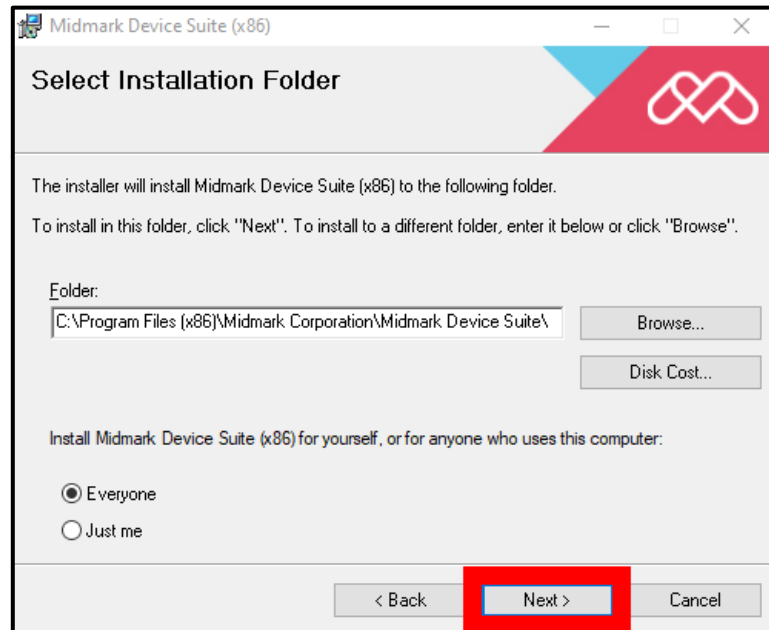 Midmark Device Suite (x86)
Select Installation Folder
The installer will install Midmark Device Suite (x86) to the following folder.
To install in this folder, click "Next". To install to a different folder, enter it below or click "Browse".
Folder:
C:\Program Files (x86)\Midmark Corporation\Midmark Device Suite\
Browse...
Disk Cost...
Install Midmark Device Suite (x86) for yourself, or for anyone who uses this computer:
Everyone
Just me
< Back
Next >
Cancel